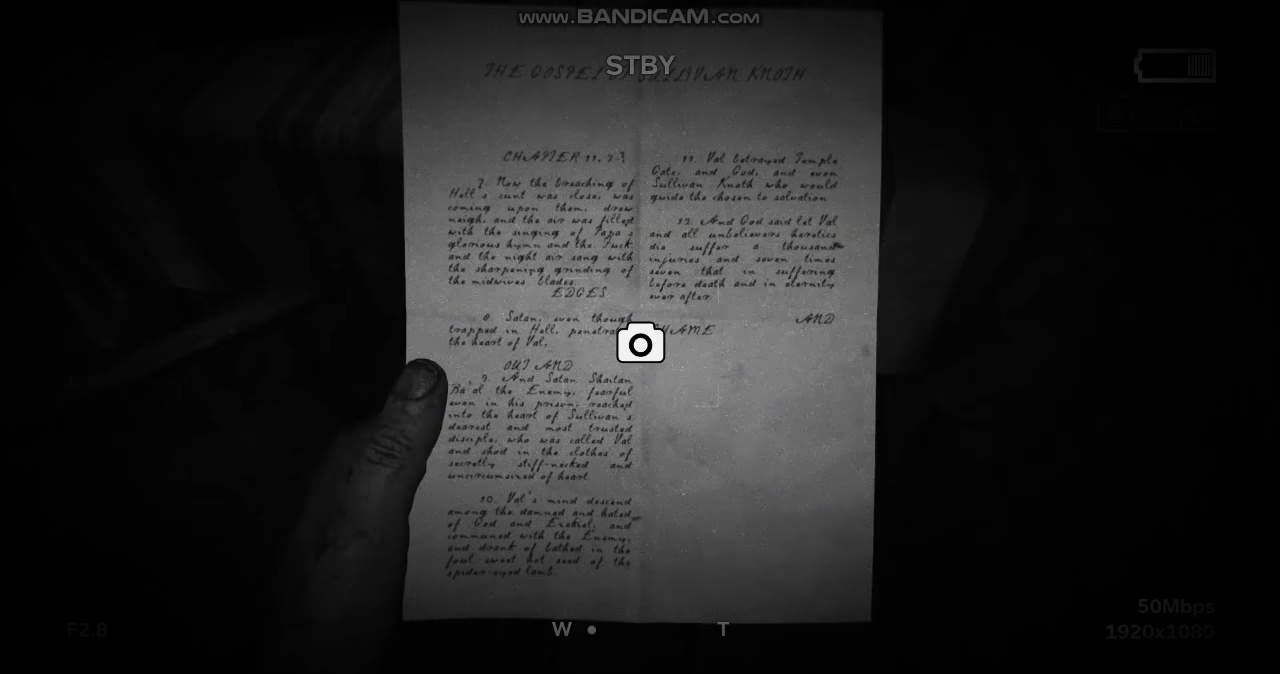 www.BANDICAM.com
STBY
THE GOSPEL OF SULLIVAN KNOTH
CHAPTER 11.
7. Now the breaching of
Hell's cunt was close, was
coming upon them, drew
neigh, and the air was filled
with the singing of Papa's
glorious hymn and the Fuck
and the night air sang with
the sharpening grinding of
the midwives blades.
EDGES
8. Satan, even though
trapped in Hell,
the heart of Val.
OUT AND
9. And Satan Shaitan
Ba'al the Enemy, fearful
even in his prison, reached
into the heart of Sullivan's
dearest and most trusted
disciple, who was called Val
and shod in the clothes of
secretly stiff-necked and
uncircumsized of heart
10. Val's mind descend
among the damned and hated
of God and Ezekiel, and
communed with the Enemy,
and drank of bathed in the
foul sweet hot seed of the
spider-eyed lamb.
11. Val betrayed Temple
Gate, and God, and even
Sullivan Knoth who would
guide the chosen to salvation
12. And God said let Val
and all unbelievers heretics
die suffer a thousand
injuries and seven times
seven that in suffering
before death and in eternity
ever after.
AND
HAME
F2.8
W
T
50Mbps
1920x1080